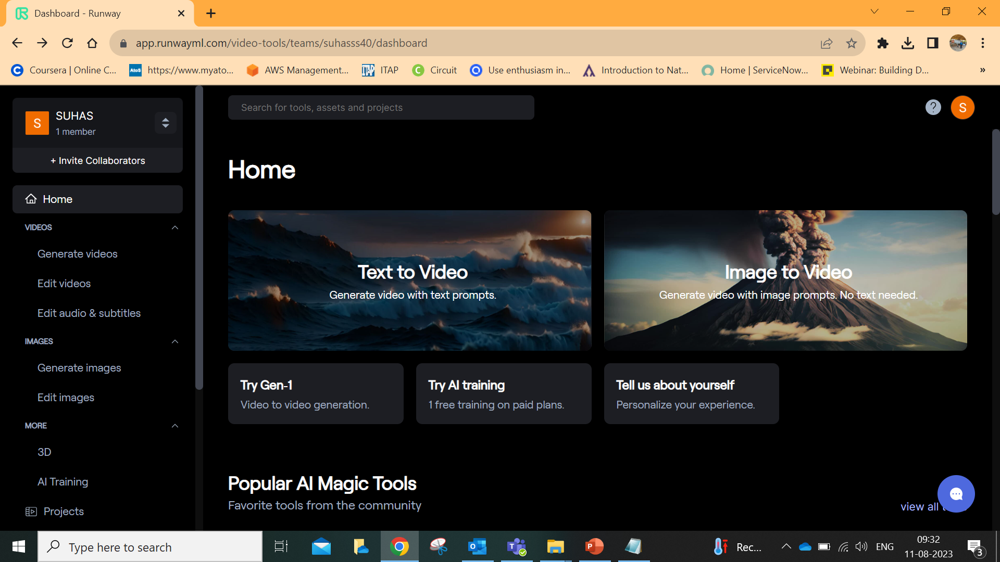 Dashboard - Runway
app.runwayml.com/video-tools/teams/suhasss40/dashboard
Coursera | Online C...
AtoS
https://www.myato...
AWS Management...
ITAP
ITAP
C
Circuit
Use enthusiasm in...
Introduction to Nat...
Home | ServiceNow...
Webinar: Building D...
»
S
SUHAS
1 member
+ Invite Collaborators
Search for tools, assets and projects
?
S
Home
VIDEOS
Generate videos
Edit videos
Edit audio & subtitles
IMAGES
Generate images
Edit images
MORE
3D
AI Training
Projects
Home
Text to Video
Generate video with text prompts.
Image to Video
Generate video with image prompts. No text needed.
Try Gen-1
Video to video generation.
Try AI training
1 free training on paid plans.
Tell us about yourself
Personalize your experience.
Popular AI Magic Tools
Favorite tools from the community
view all
Type here to search
Rec...
ENG
09:32
11-08-2023
3